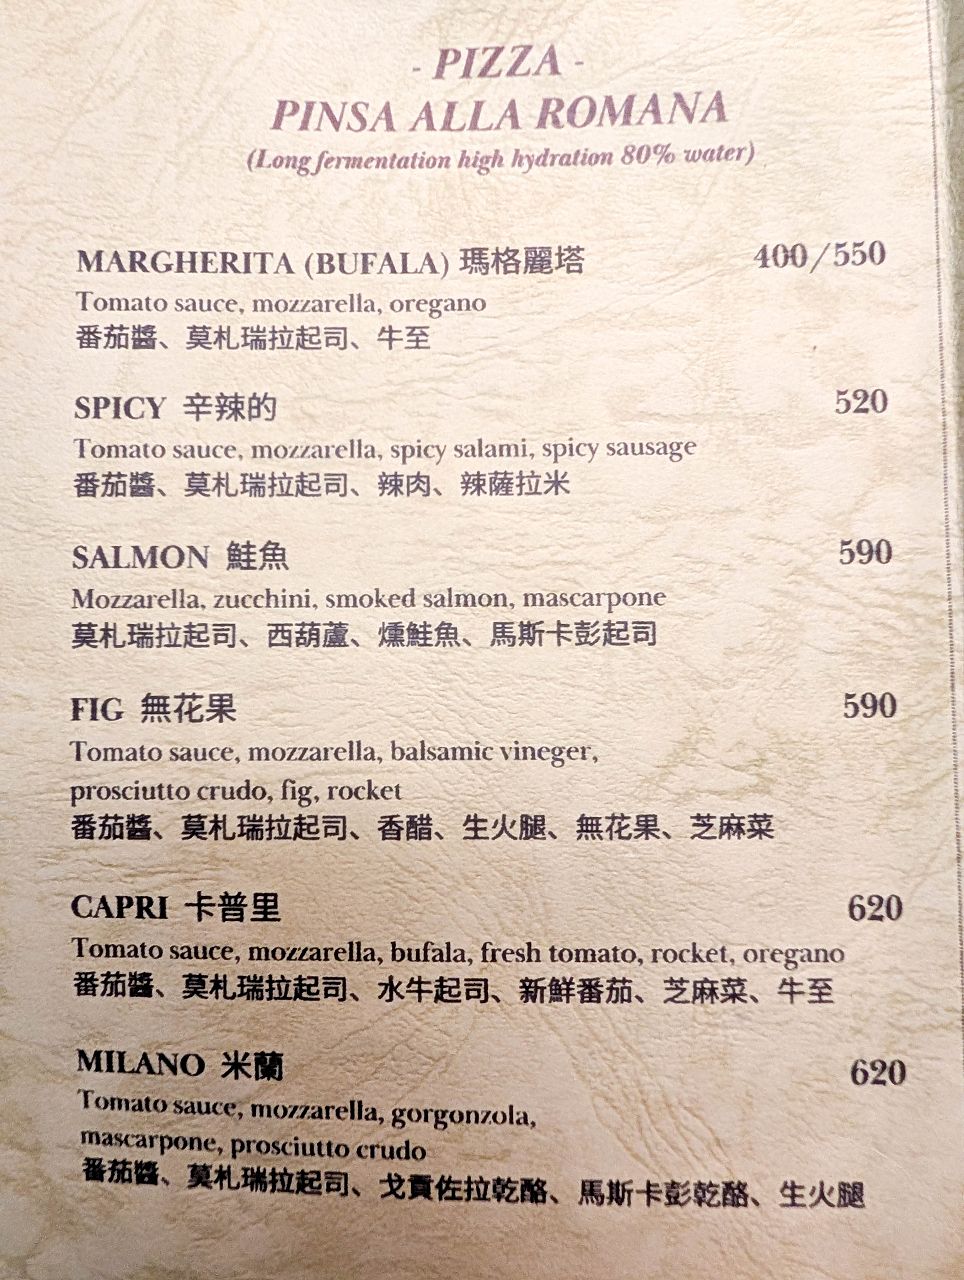 - PIZZA -
PINSA ALLA ROMANA
(Long fermentation high hydration 80% water)
MARGHERITA (BUFALA) 瑪格麗塔 400/550
Tomato sauce, mozzarella, oregano
番茄醬、莫札瑞拉起司、牛至
SPICY 辛辣的 520
Tomato sauce, mozzarella, spicy salami, spicy sausage
番茄醬、莫札瑞拉起司、辣肉、辣薩拉米
SALMON 鮭魚 590
Mozzarella, zucchini, smoked salmon, mascarpone
莫札瑞拉起司、西葫蘆、燻鮭魚、馬斯卡彭起司
FIG 無花果 590
Tomato sauce, mozzarella, balsamic vineger,
prosciutto crudo, fig, rocket
番茄醬、莫札瑞拉起司、香醋、生火腿、無花果、芝麻菜
CAPRI 卡普里 620
Tomato sauce, mozzarella, bufala, fresh tomato, rocket, oregano
番茄醬、莫札瑞拉起司、水牛起司、新鮮番茄、芝麻菜、牛至
MILANO 米蘭 620
Tomato sauce, mozzarella, gorgonzola,
mascarpone, prosciutto crudo
番茄醬、莫札瑞拉起司、戈貢佐拉乾酪、馬斯卡彭乾酪、生火腿